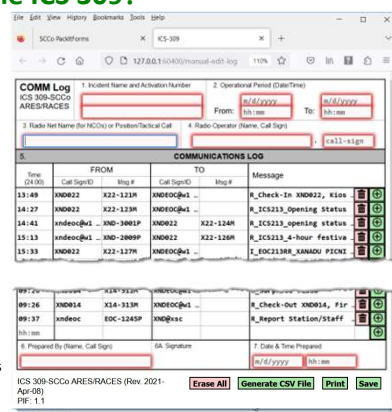 File Edit View History Bookmarks Tools Help
SCCo Packitforms × ICS-309 × +
127.0.0.1:60400/manual-edit-log 110%
COMM Log
ICS 309-SCCo
ARES/RACES
1. Incident Name and Activation Number
2. Operational Period (Date/Time)
From: m/d/yyyy hh:mm To: m/d/yyyy hh:mm
3. Radio Net Name (for NCOs) or Position/Tactical Call
4. Radio Operator (Name, Call Sign)
, call-sign
5. COMMUNICATIONS LOG
Time (24:00) FROM TO Message
Call Sign/ID Msg # Call Sign/ID Msg #
13:49 XND022 X22-121M XNDEOC@w1 … R_Check-In XND022, Kios
14:27 XND022 X22-123M XNDEOC@w1 … R_ICS213_Opening Status
14:41 xndeoc@w1 … XND-3001P XND022 X22-124M R_ICS213_opening status
15:13 xndeoc@w1 … XND-2009P XND022 X22-126M R_ICS213_4-hour festiva
15:33 XND022 X22-127M XNDEOC@w1 … I_EOC213RR_XANADU PICNI
09:26 XND014 X14-313M XNDEOC@w1 … R_Check-Out XND014, Fir
09:37 xndeoc EOC-1245P XND@xsc R_Report Station/Staff
hh:mm
6. Prepared By (Name, Call Sign) 6A. Signature 7. Date & Time Prepared
, m/d/yyyy hh:mm
ICS 309-SCCo ARES/RACES (Rev. 2021-
Apr-08)
PIF: 1.1
Erase All Generate CSV File Print Save